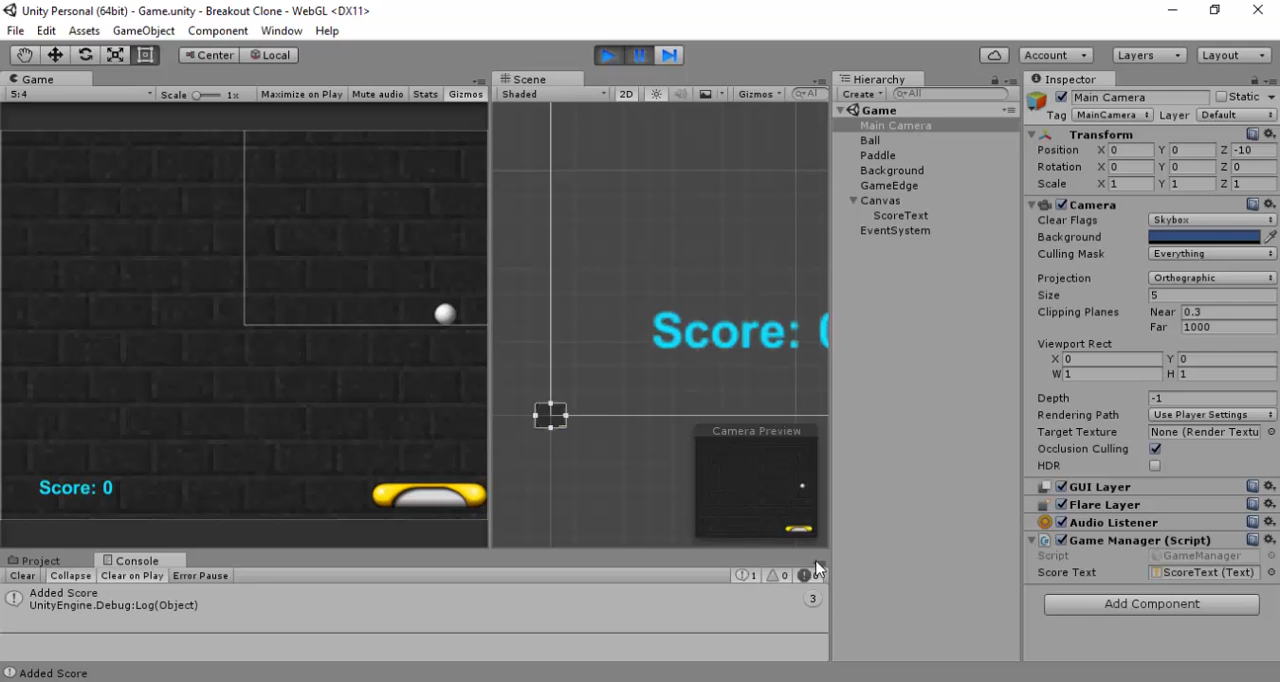 Unity Personal (64bit) - Game.unity - Breakout Clone - WebGL <DX11>
File Edit Assets GameObject Component Window Help
Center Local Account Layers Layout
Game
5:4 Scale 1x Maximize on Play Mute audio Stats Gizmos
Score: 0
Scene
Shaded 2D Gizmos All
Score: 0
Camera Preview
Hierarchy
Create All
Game
Main Camera
Ball
Paddle
Background
GameEdge
Canvas
ScoreText
EventSystem
Inspector
Main Camera Static
Tag MainCamera Layer Default
Transform
Position X 0 Y 0 Z -10
Rotation X 0 Y 0 Z 0
Scale X 1 Y 1 Z 1
Camera
Clear Flags Skybox
Background
Culling Mask Everything
Projection Orthographic
Size 5
Clipping Planes Near 0.3
Far 1000
Viewport Rect
X 0 Y 0
W 1 H 1
Depth -1
Rendering Path Use Player Settings
Target Texture None (Render Textu
Occlusion Culling
HDR
GUI Layer
Flare Layer
Audio Listener
Game Manager (Script)
Script GameManager
Score Text ScoreText (Text)
Add Component
Project Console
Clear Collapse Clear on Play Error Pause 1 0
Added Score
UnityEngine.Debug:Log(Object)
3
Added Score